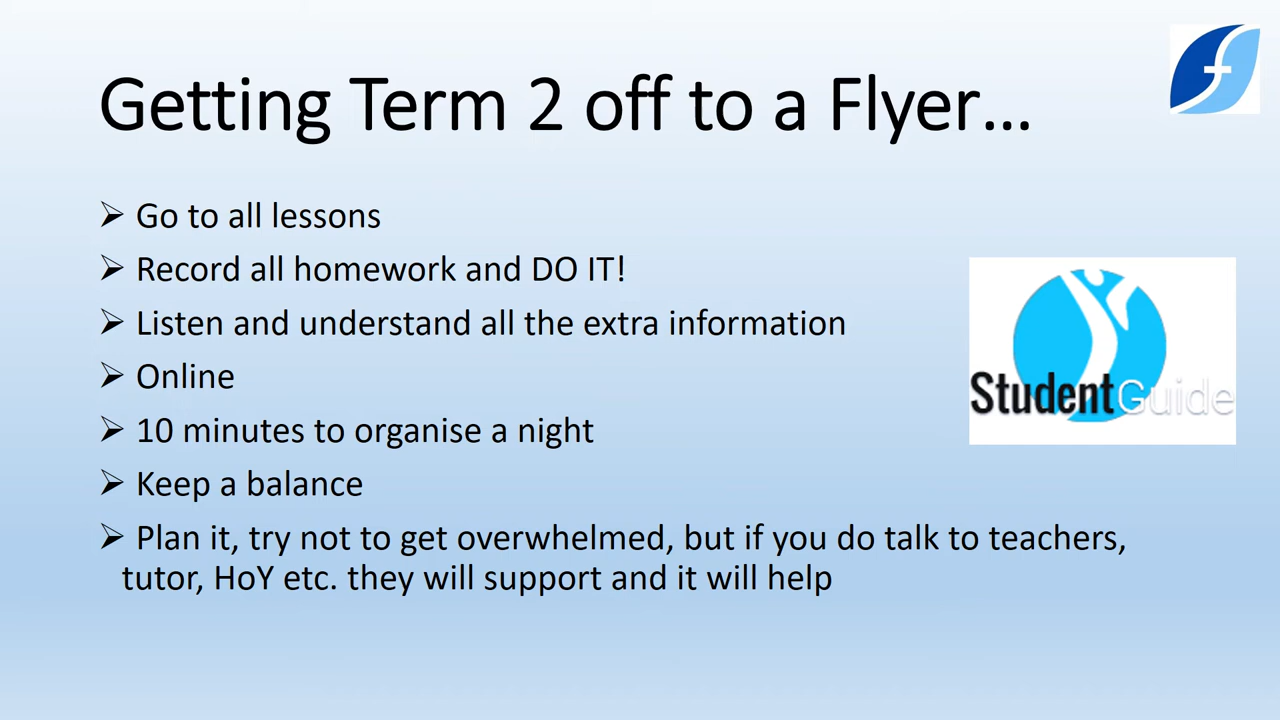 Getting Term 2 off to a Flyer...
➢ Go to all lessons
➢ Record all homework and DO IT!
➢ Listen and understand all the extra information
➢ Online
➢ 10 minutes to organise a night
➢ Keep a balance
➢ Plan it, try not to get overwhelmed, but if you do talk to teachers,
tutor, HoY etc. they will support and it will help
StudentGuide